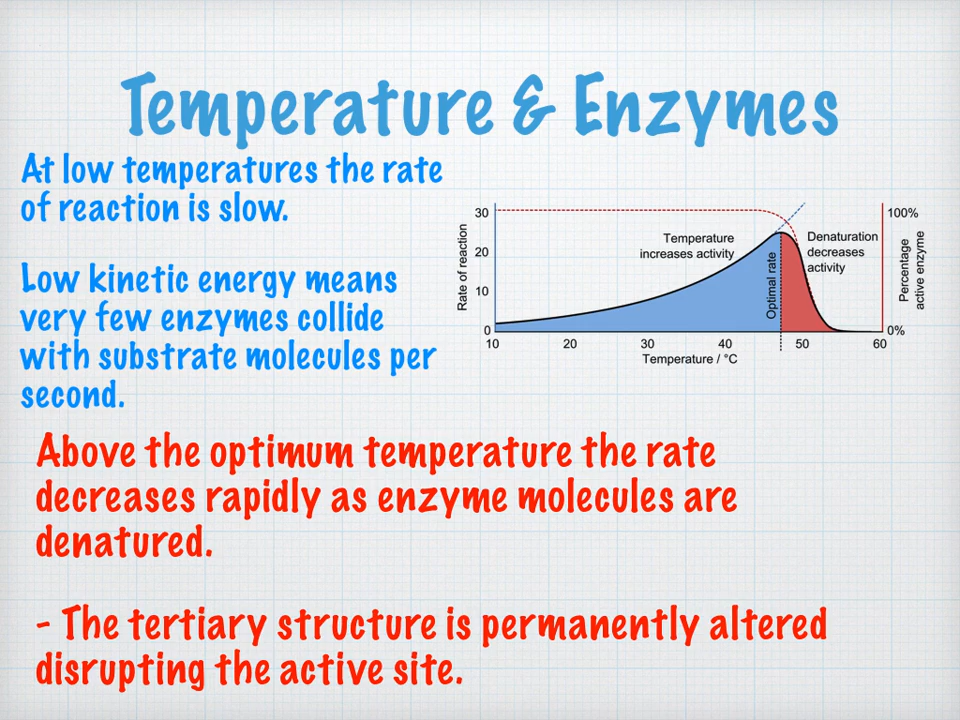 Temperature & Enzymes
At low temperatures the rate
of reaction is slow.
Low kinetic energy means
very few enzymes collide
with substrate molecules per
second.
30
20
10
0
Rate of reaction
Temperature
increases activity
Optimal rate
Denaturation
decreases
activity
100%
0%
Percentage
active enzyme
10
20
30
40
50
60
Temperature / °C
Above the optimum temperature the rate
decreases rapidly as enzyme molecules are
denatured.
- The tertiary structure is permanently altered
disrupting the active site.